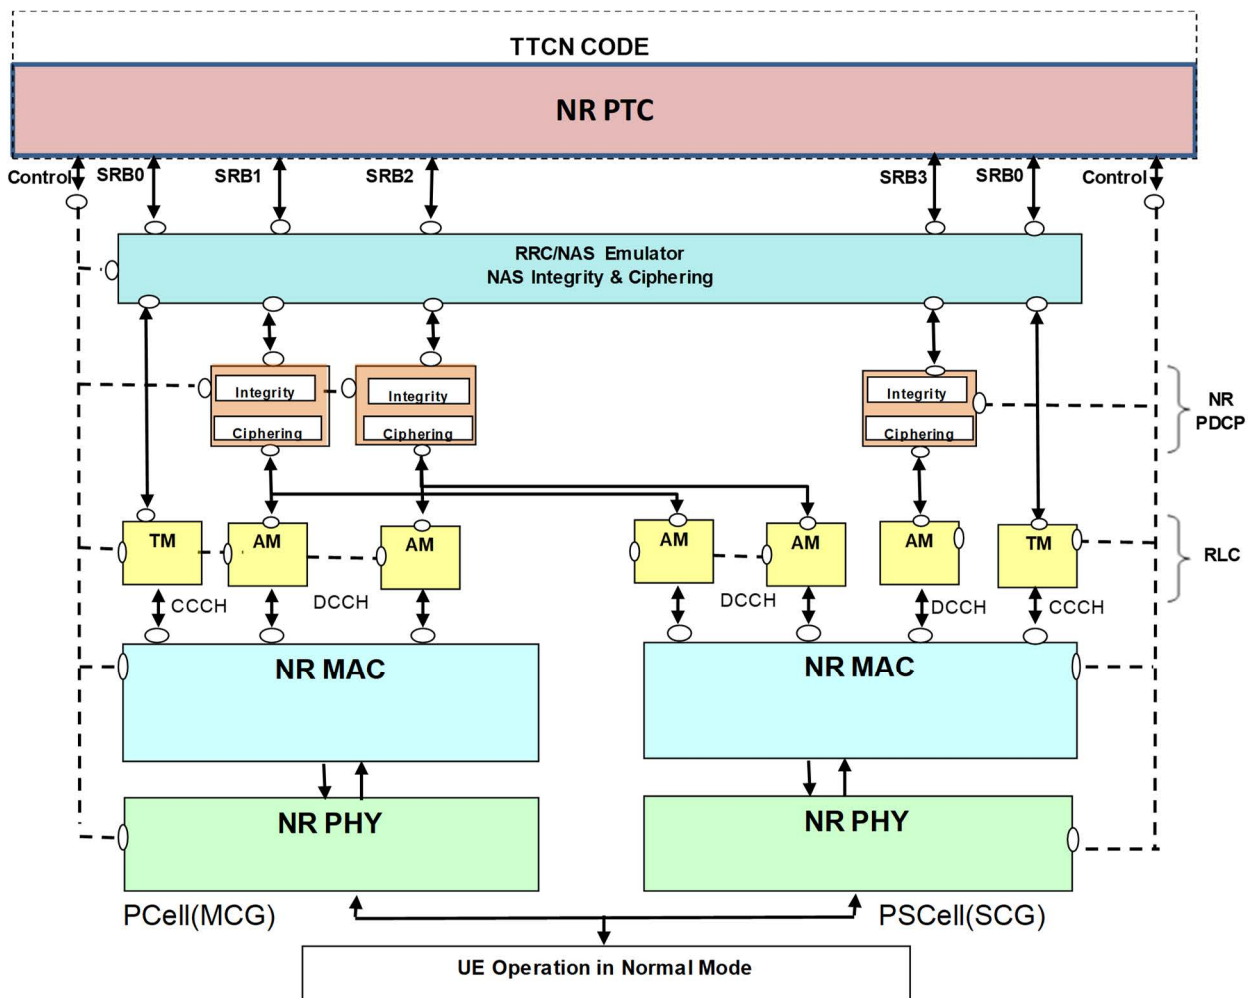 TTCN CODE
NR PTC
Control
SRB0
SRB1
SRB2
SRB3
SRB0
Control
RRC/NAS Emulator
NAS Integrity & Ciphering
Integrity
Ciphering
Integrity
Ciphering
Integrity
Ciphering
NR
PDCP
TM
AM
AM
AM
AM
AM
TM
RLC
CCCH
DCCH
DCCH
DCCH
CCCH
NR MAC
NR MAC
NR PHY
NR PHY
PCell(MCG)
PSCell(SCG)
UE Operation in Normal Mode